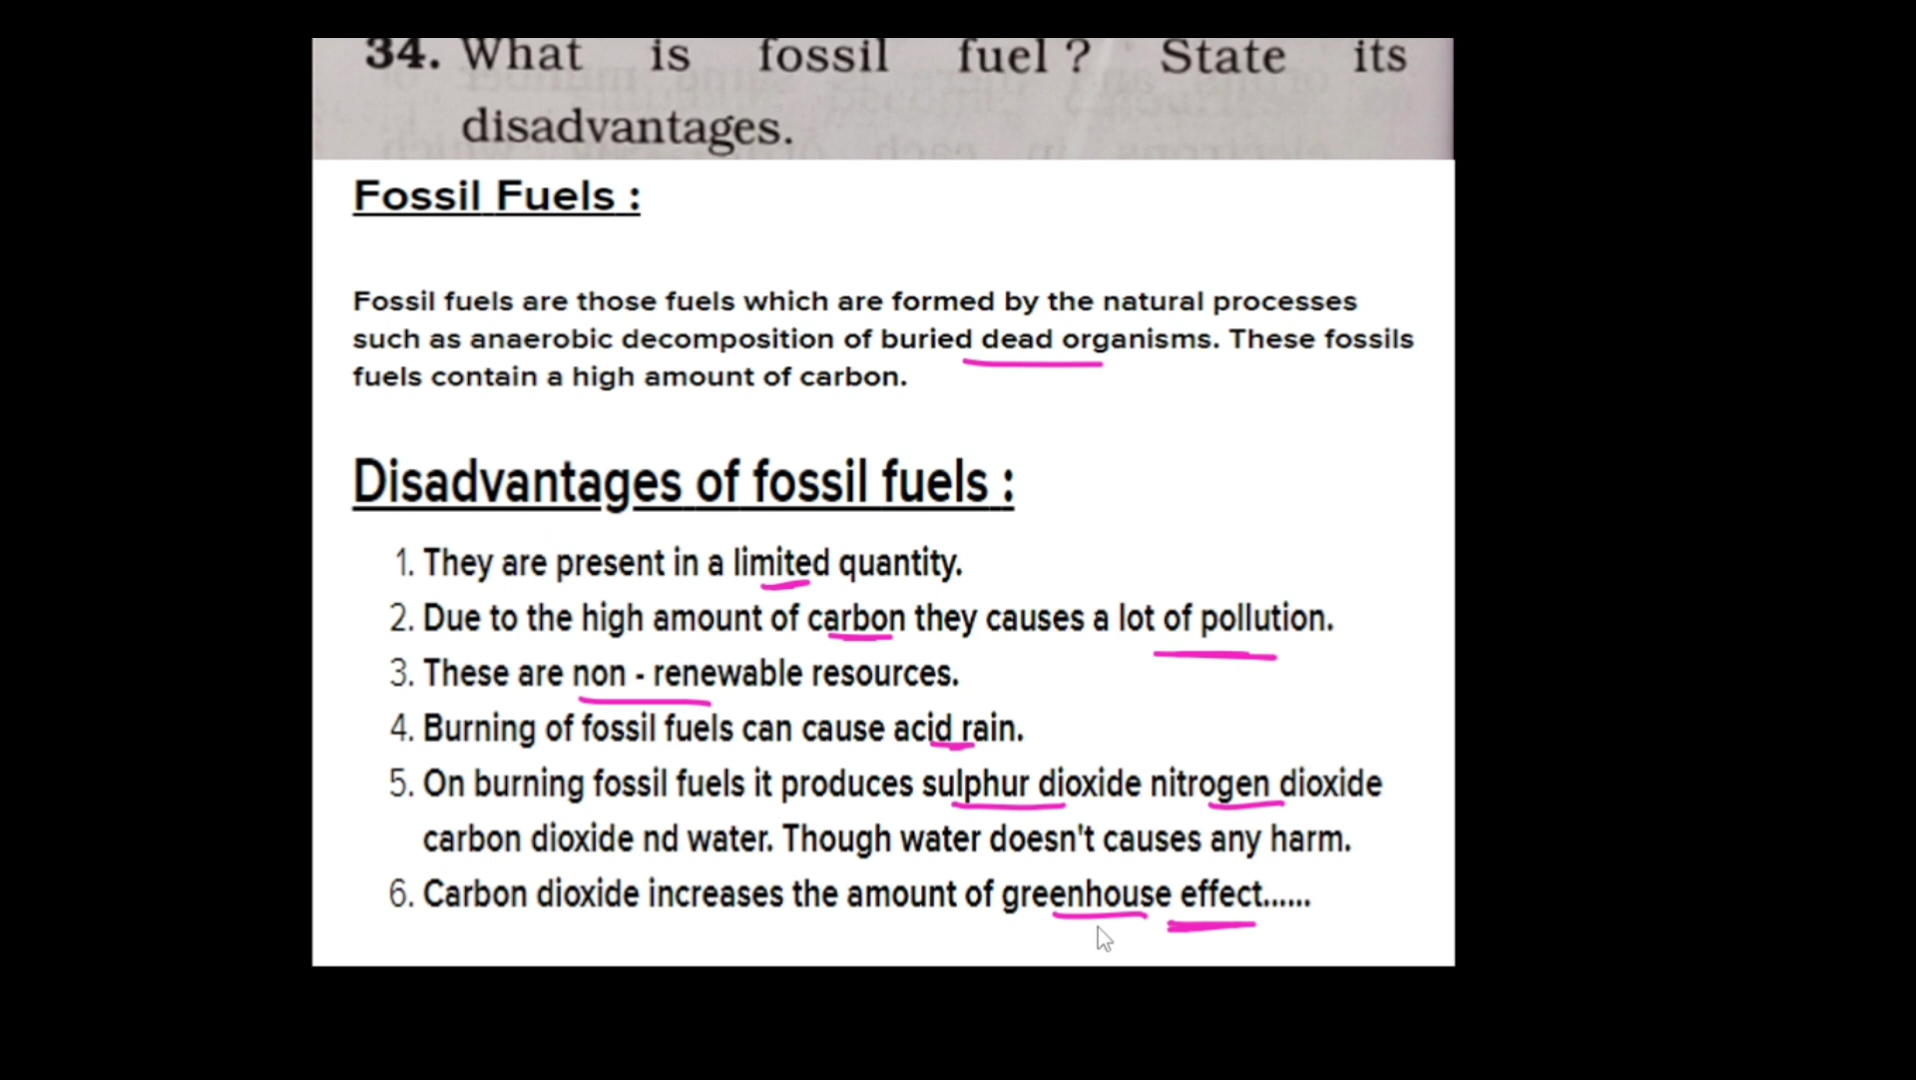 34. What is fossil fuel ? State its
disadvantages.
Fossil Fuels :
Fossil fuels are those fuels which are formed by the natural processes
such as anaerobic decomposition of buried dead organisms. These fossils
fuels contain a high amount of carbon.
Disadvantages of fossil fuels :
1. They are present in a limited quantity.
2. Due to the high amount of carbon they causes a lot of pollution.
3. These are non - renewable resources.
4. Burning of fossil fuels can cause acid rain.
5. On burning fossil fuels it produces sulphur dioxide nitrogen dioxide
carbon dioxide nd water. Though water doesn't causes any harm.
6. Carbon dioxide increases the amount of greenhouse effect......